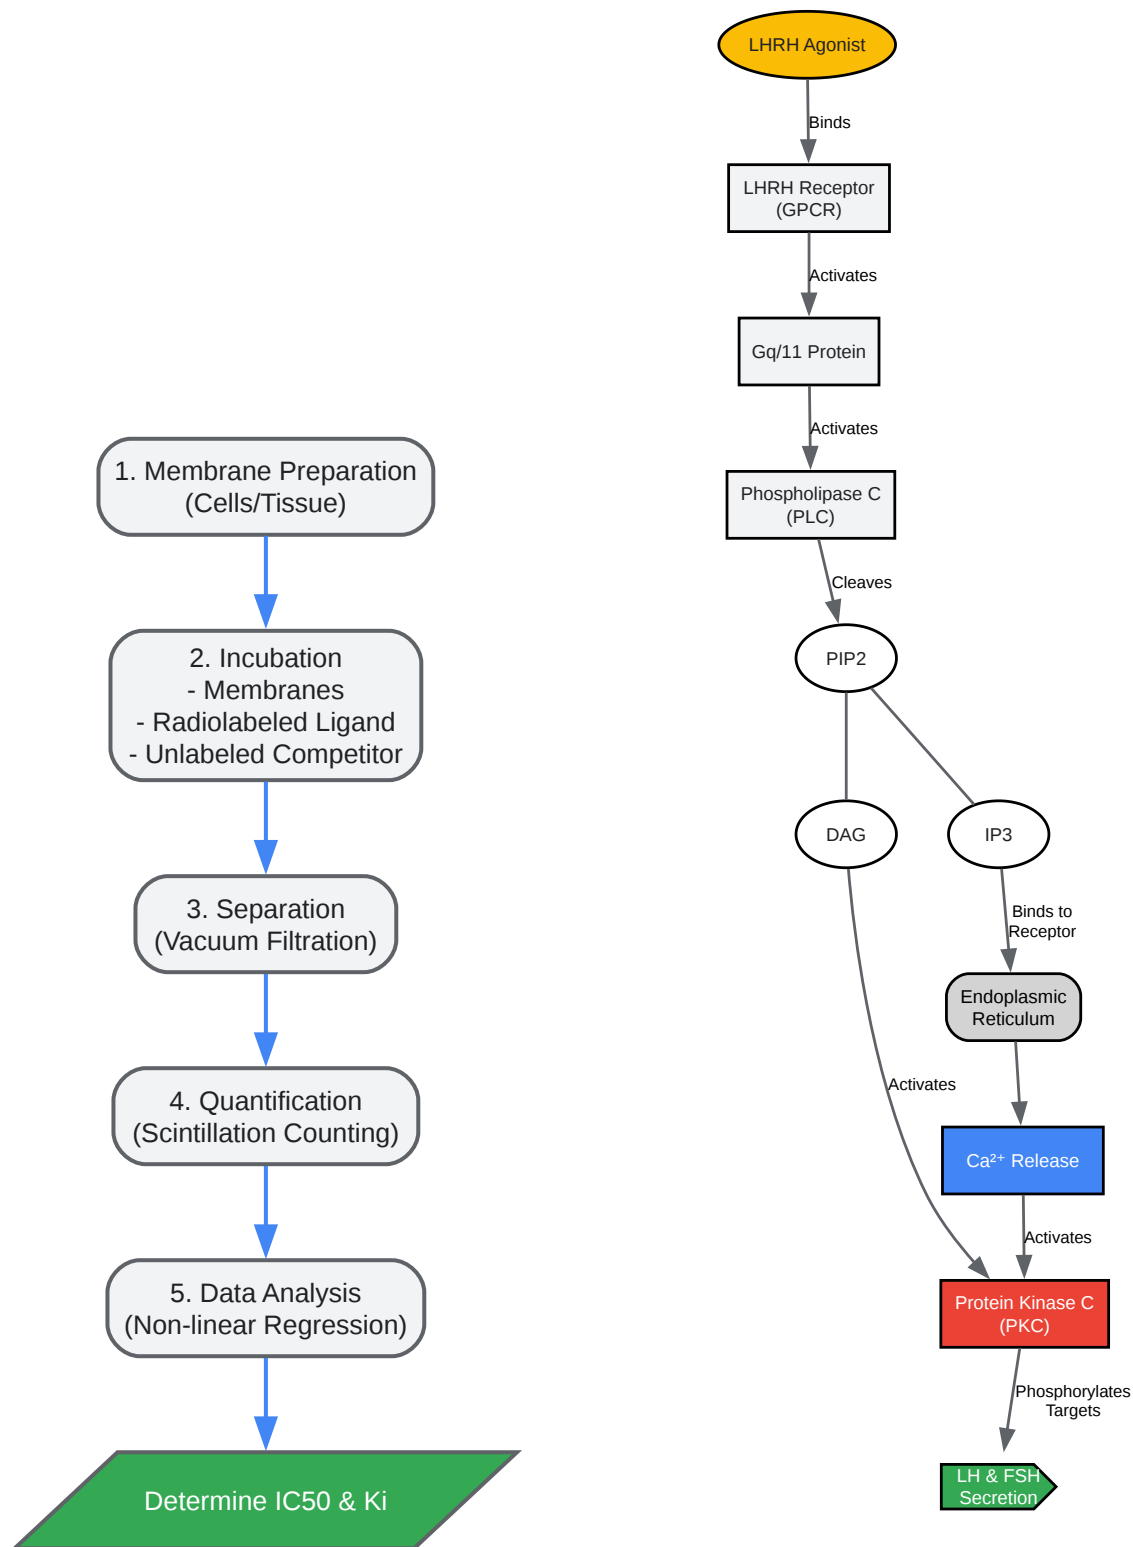 1. Membrane Preparation
(Cells/Tissue)
2. Incubation
- Membranes
- Radiolabeled Ligand
- Unlabeled Competitor
3. Separation
(Vacuum Filtration)
4. Quantification
(Scintillation Counting)
5. Data Analysis
(Non-linear Regression)
Determine IC50 & Ki
LHRH Agonist
Binds
LHRH Receptor
(GPCR)
Activates
Gq/11 Protein
Activates
Phospholipase C
(PLC)
Cleaves
PIP2
DAG
IP3
Binds to
Receptor
Endoplasmic
Reticulum
Activates
Ca²⁺ Release
Activates
Protein Kinase C
(PKC)
Phosphorylates
Targets
LH & FSH
Secretion